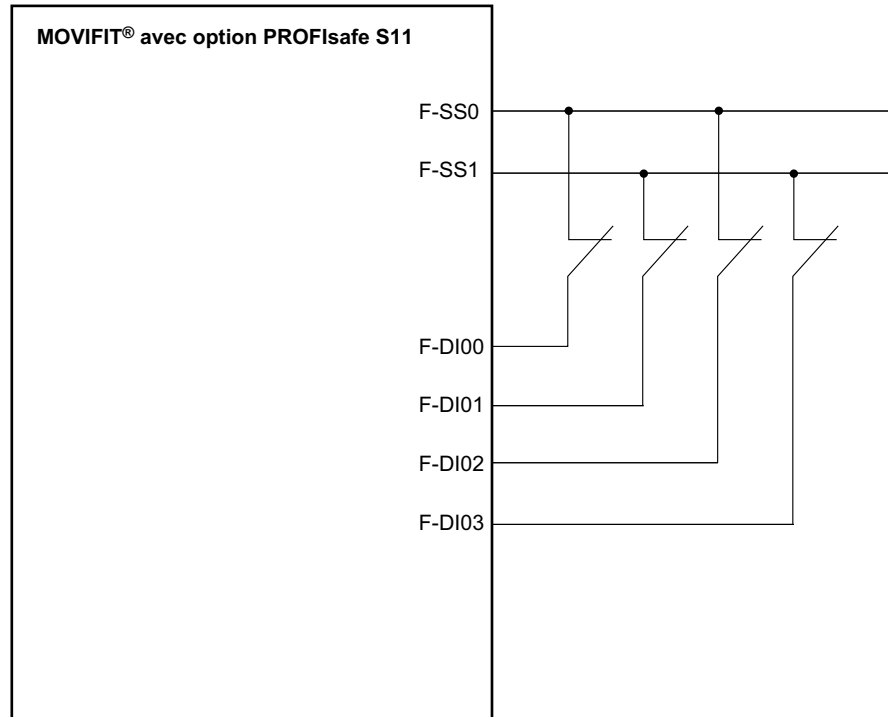 MOVIFIT® avec option PROFIsafe S11
F-SS0
F-SS1
F-DI00
F-DI01
F-DI02
F-DI03